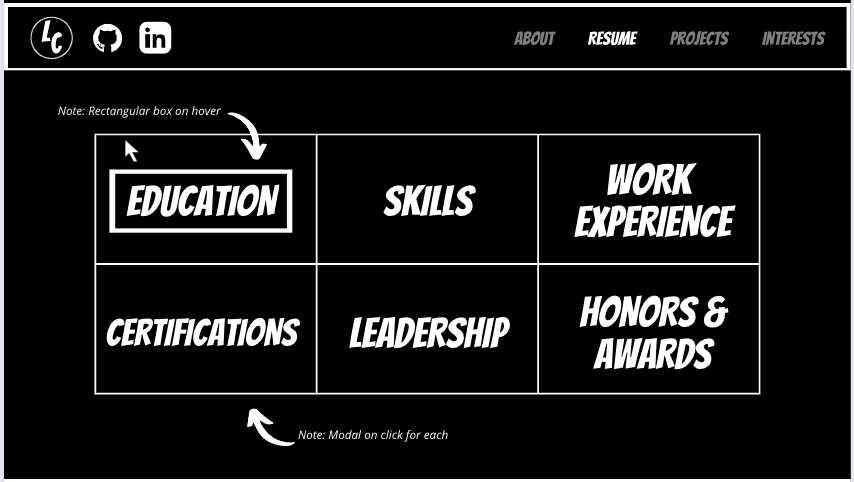 LC
in
ABOUT RESUME PROJECTS INTERESTS
Note: Rectangular box on hover
EDUCATION
SKILLS
WORK
EXPERIENCE
CERTIFICATIONS
LEADERSHIP
HONORS &
AWARDS
Note: Modal on click for each